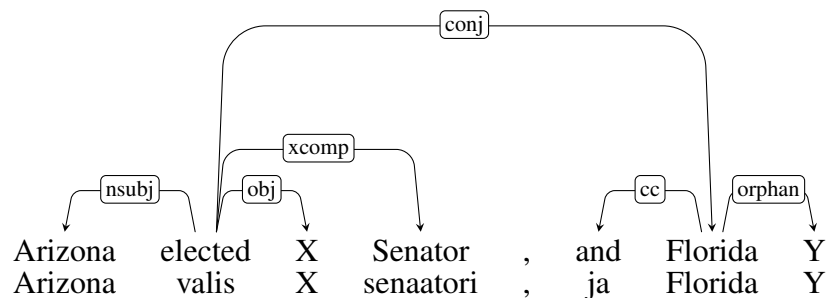 conj
xcomp
nsubj obj cc orphan
Arizona elected X Senator , and Florida Y
Arizona valis X senaatori , ja Florida Y